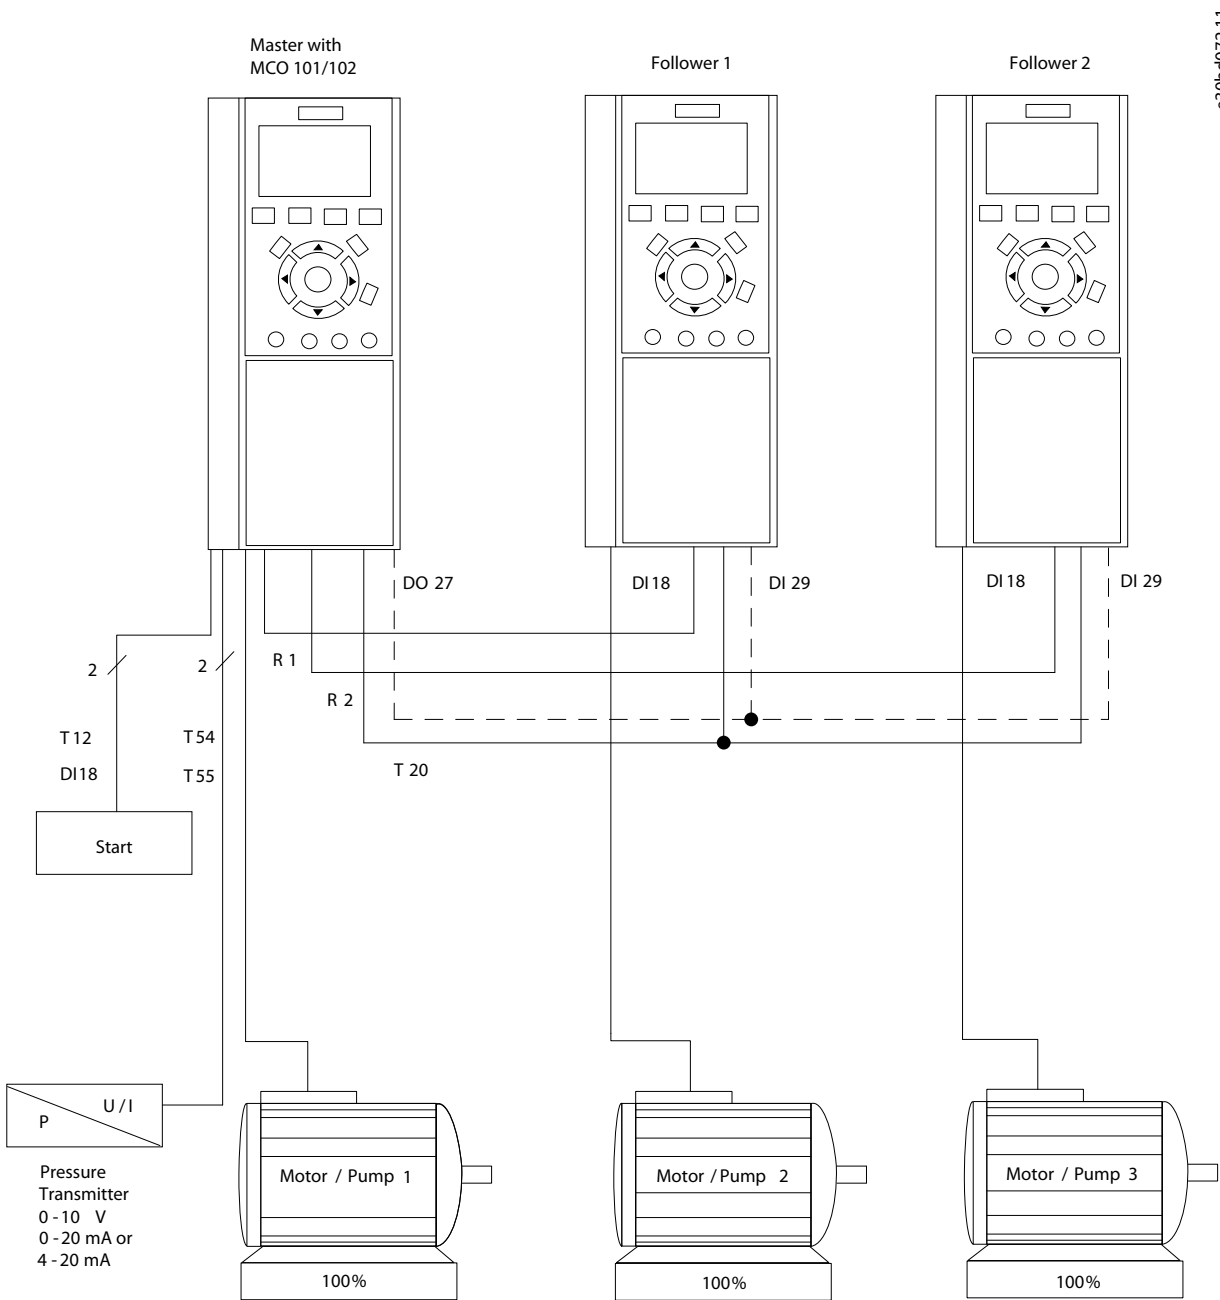 Master with
MCO 101/102
Follower 1
Follower 2
DO 27
DI 18
DI 29
DI 18
DI 29
2
2
R 1
R 2
T 12
T 54
DI 18
T 55
T 20
Start
U / I
P
Pressure
Transmitter
0 - 10 V
0 - 20 mA or
4 - 20 mA
Motor / Pump 1
Motor / Pump 2
Motor / Pump 3
100%
100%
100%